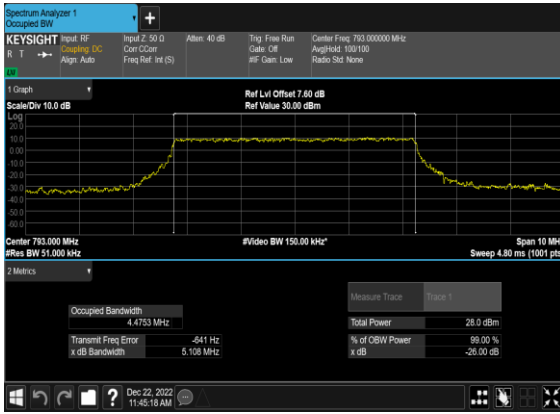 Spectrum Analyzer 1
Occupied BW
+
KEYSIGHT Input: RF Input Z: 50 Ω Atten: 40 dB Trig: Free Run Center Freq: 793.000000 MHz
R T Coupling: DC Corr CCorr Gate: Off Avg|Hold: 100/100
Align: Auto Freq Ref: Int (S) #IF Gain: Low Radio Std: None
1 Graph
Ref Lvl Offset 7.60 dB
Scale/Div 10.0 dB Ref Value 30.00 dBm
Log
20.0
10.0
0.00
-10.0
-20.0
-30.0
-40.0
-50.0
-60.0
Center 793.000 MHz #Video BW 150.00 kHz* Span 10 MH
#Res BW 51.000 kHz Sweep 4.80 ms (1001 pts
2 Metrics
Measure Trace Trace 1
Occupied Bandwidth
4.4753 MHz Total Power 28.0 dBm
Transmit Freq Error -641 Hz % of OBW Power 99.00 %
x dB Bandwidth 5.108 MHz x dB -26.00 dB
? Dec 22, 2022
11:45:18 AM